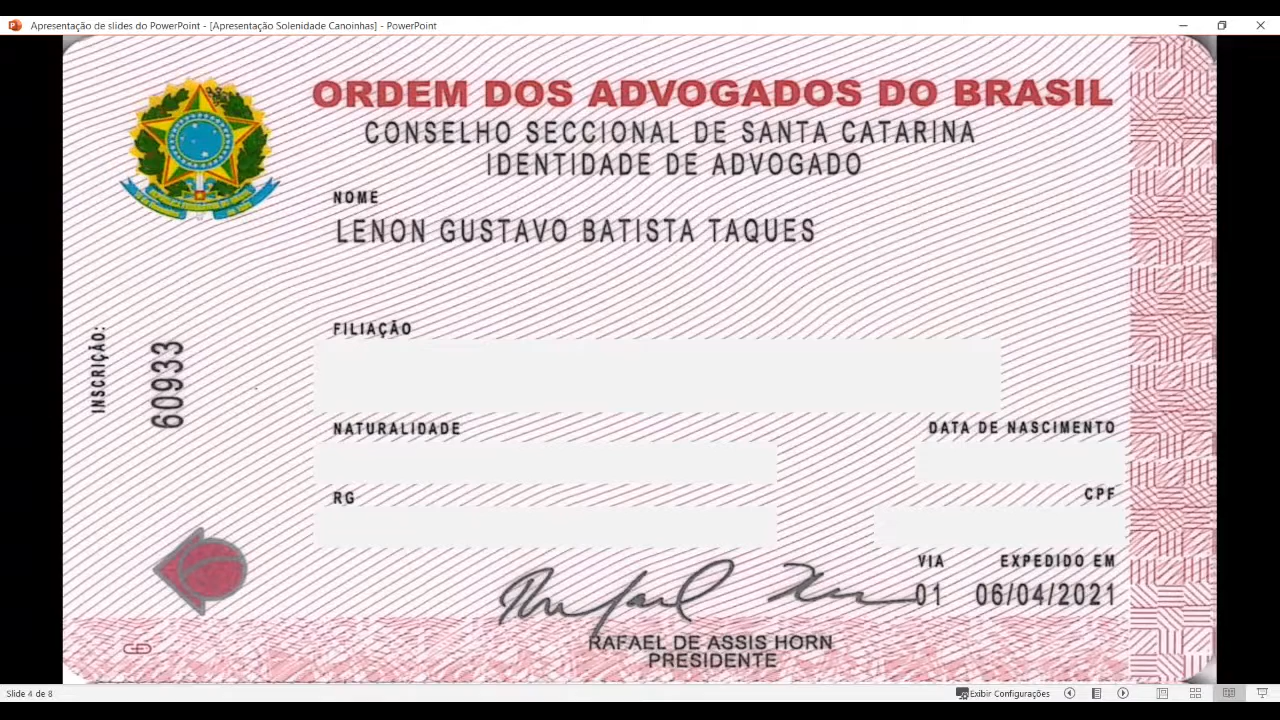 Apresentação de slides do PowerPoint - [Apresentação Solenidade Canoinhas] - PowerPoint
ORDEM DOS ADVOGADOS DO BRASIL
CONSELHO SECCIONAL DE SANTA CATARINA
IDENTIDADE DE ADVOGADO
NOME
LENON GUSTAVO BATISTA TAQUES
FILIAÇÃO
INSCRIÇÃO:
60933
NATURALIDADE
DATA DE NASCIMENTO
RG
CPF
VIA
EXPEDIDO EM
01
06/04/2021
RAFAEL DE ASSIS HORN
PRESIDENTE
Slide 4 de 8
Exibir Configurações